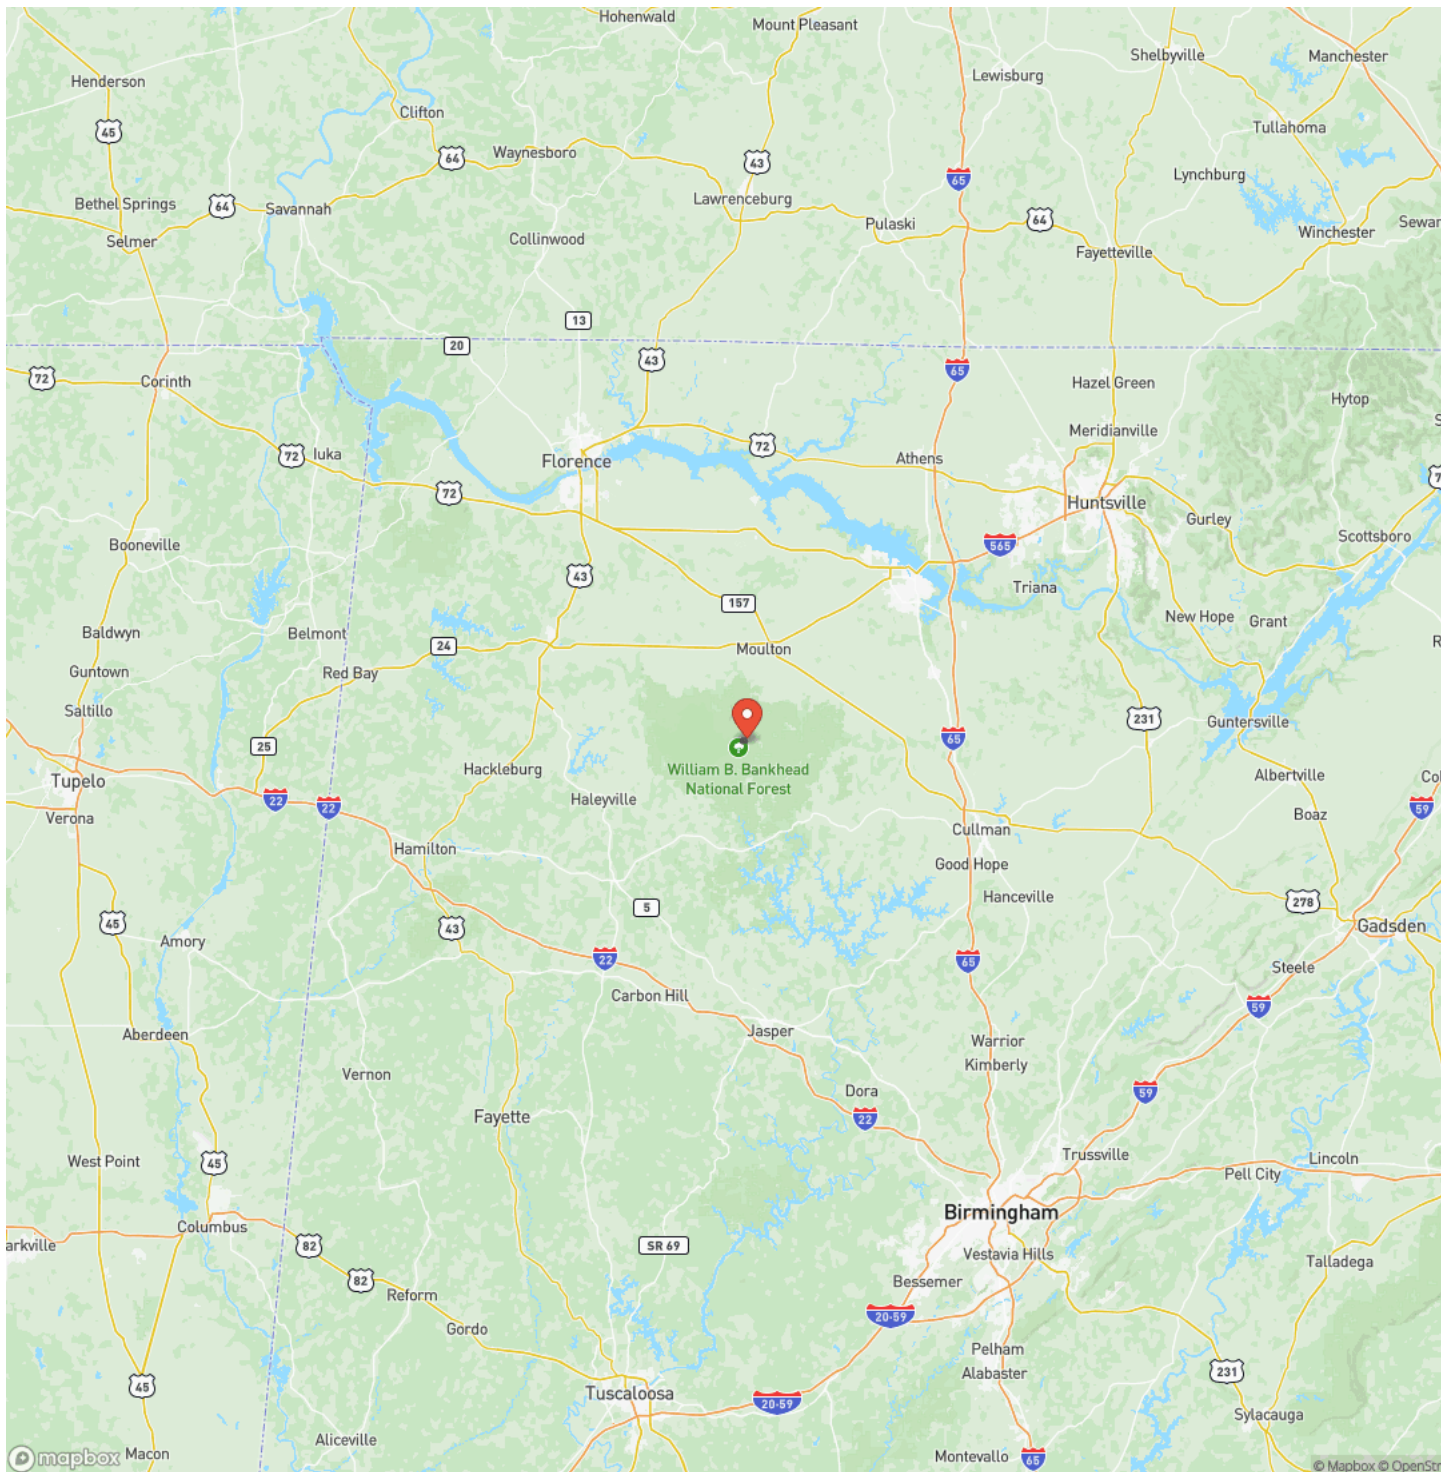 Hohenwald
Mount Pleasant
Shelbyville
Manchester
Lewisburg
Henderson
Clifton
45
Tullahoma
Waynesboro
64
43
65
Lynchburg
Bethel Springs
64
Savannah
Lawrenceburg
Pulaski
64
Winchester
Sewar
Selmer
Collinwood
Fayetteville
13
20
43
65
72
Corinth
Hazel Green
Hytop
Meridianville
S
72
Iuka
72
Athens
Florence
7
72
Huntsville
Gurley
Scottsboro
Booneville
565
43
Triana
157
New Hope
Grant
Baldwyn
Belmont
24
Moulton
R
Guntown
Red Bay
Saltillo
231
Guntersville
25
65
William B. Bankhead
National Forest
Hackleburg
Tupelo
Albertville
Col
22
22
Haleyville
59
Verona
Boaz
Cullman
Hamilton
Good Hope
Hanceville
278
5
45
43
Gadsden
Amory
22
65
Steele
Carbon Hill
59
Aberdeen
Jasper
Warrior
Kimberly
Vernon
Dora
59
Fayette
22
West Point
45
Trussville
Lincoln
Pell City
Birmingham
Columbus
arkville
82
SR 69
Vestavia Hills
Talladega
82
Bessemer
Reform
20-59
Gordo
Pelham
Alabaster
231
45
Tuscaloosa
20-59
Sylacauga
Aliceville
Macon
Montevallo
65
mapbox
© Mapbox © OpenStr